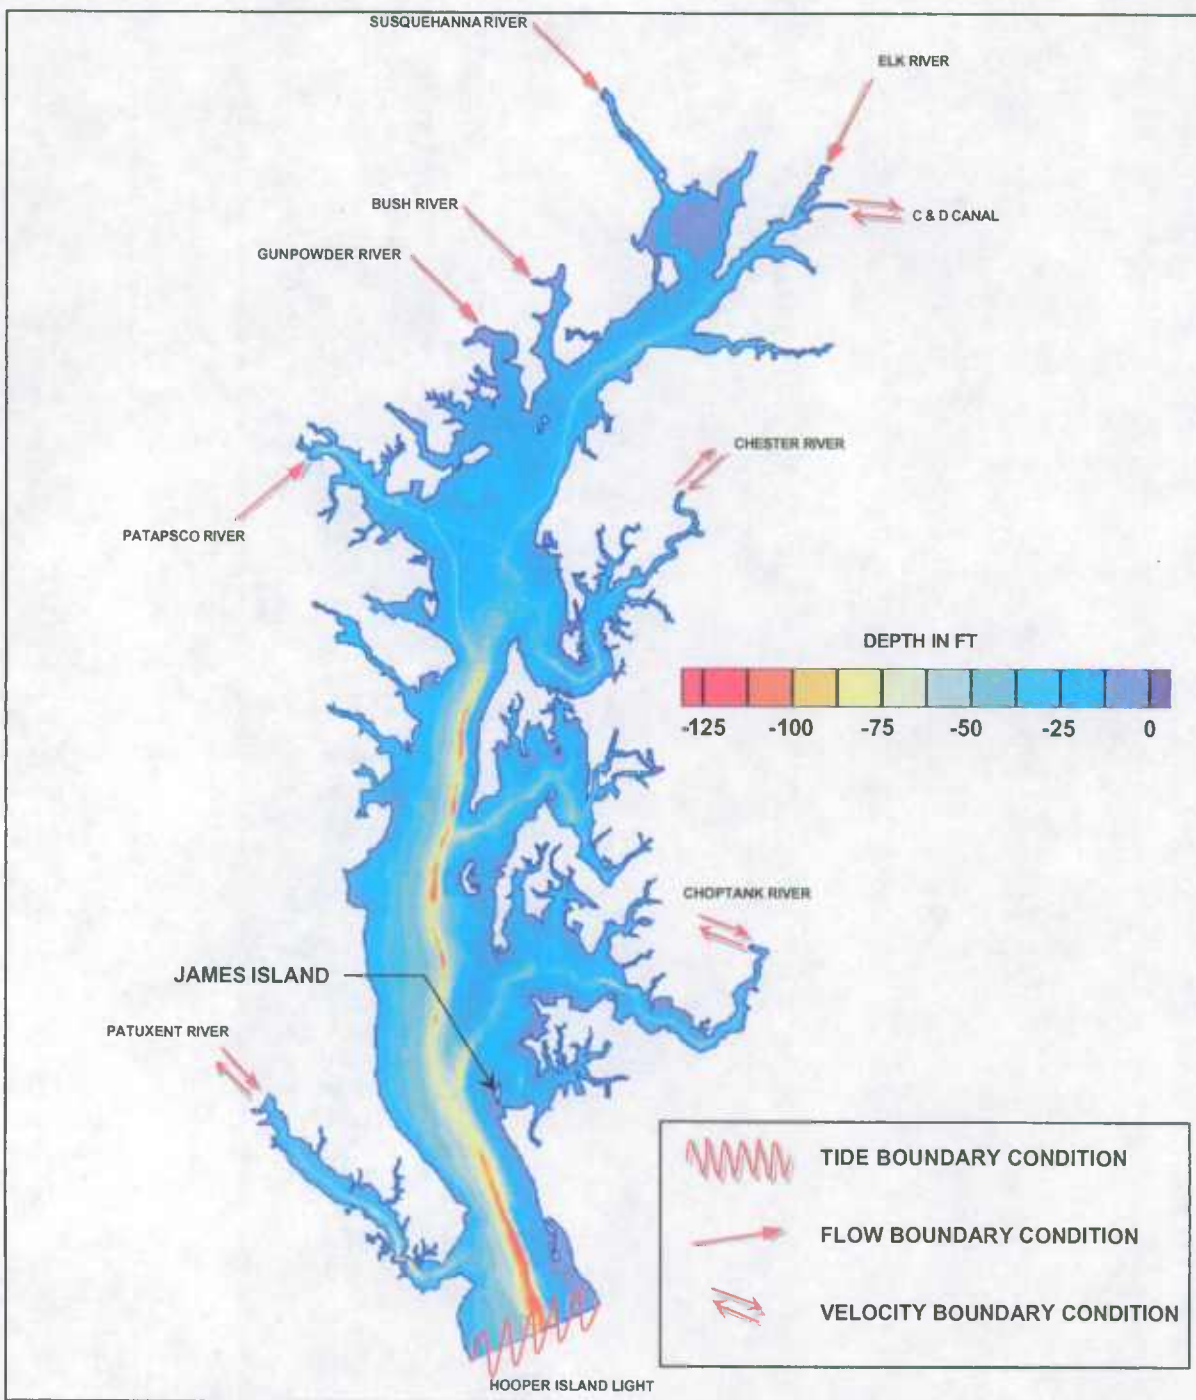 SUSQUEHANNA RIVER
ELK RIVER
BUSH RIVER
C & D CANAL
GUNPOWDER RIVER
CHESTER RIVER
PATAPSCO RIVER
DEPTH IN FT
-125 -100 -75 -50 -25 0
CHOPTANK RIVER
JAMES ISLAND
PATUXENT RIVER
TIDE BOUNDARY CONDITION
FLOW BOUNDARY CONDITION
VELOCITY BOUNDARY CONDITION
HOOPER ISLAND LIGHT